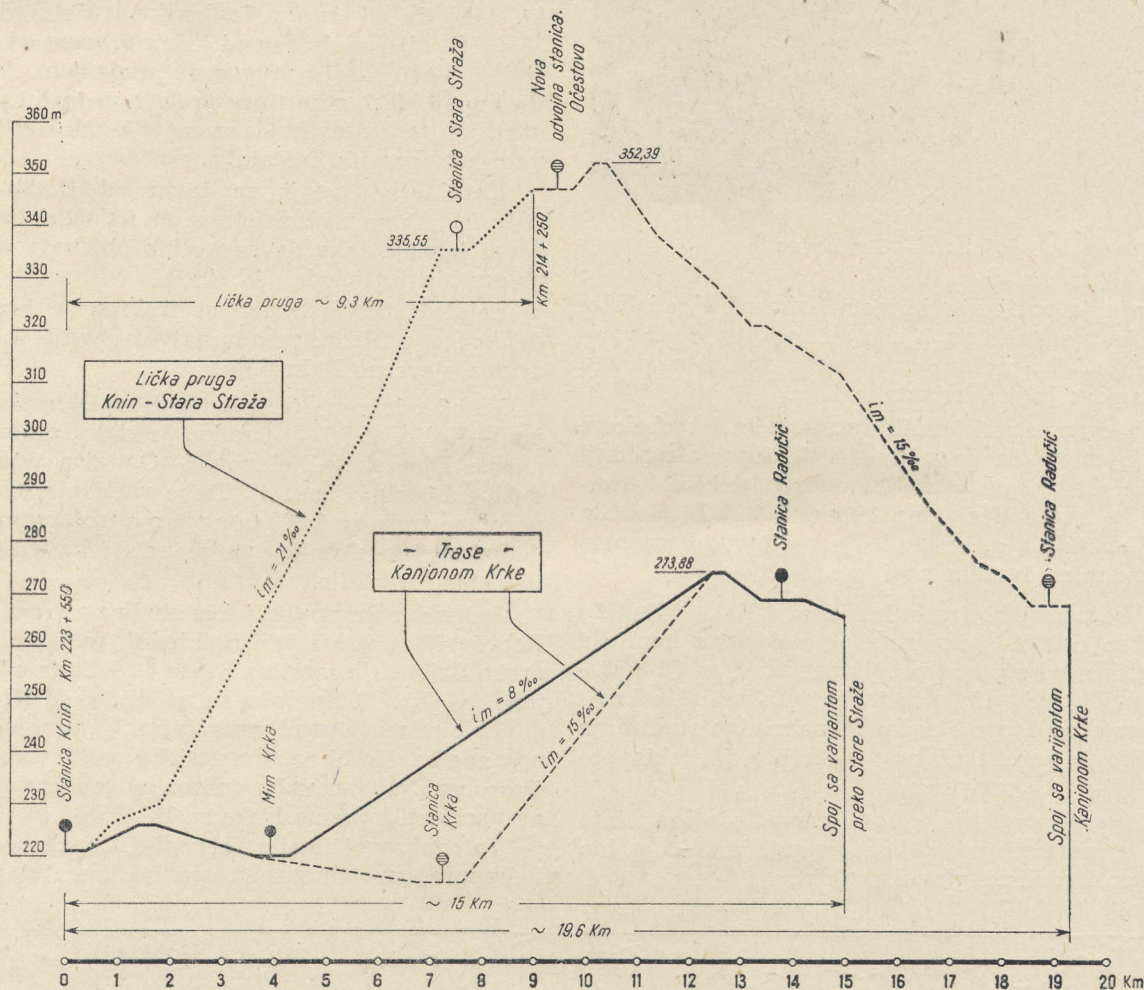 Nova
odvojna stanica.
Očestovo
Stanica Stara Straža
360 m
350
340
330
320
310
300
290
280
270
260
250
240
230
220
352,39
335,55
Km 214 + 250
Lička pruga ~ 9,3 Km
Lička pruga
Knin - Stara Straža
im = 21 ‰
im = 15 ‰
Stanica Radučić
Stanica Radučić
- Trase -
Kanjonom Krke
273,88
Stanica Knin Km 223 + 550
Mim Krka
im = 8 ‰
im = 15 ‰
Stanica
Krka
Spoj sa varijantom
preko Stare Straže
Spoj sa varijantom
Kanjonom Krke
~ 15 Km
~ 19,6 Km
0 1 2 3 4 5 6 7 8 9 10 11 12 13 14 15 16 17 18 19 20 Km